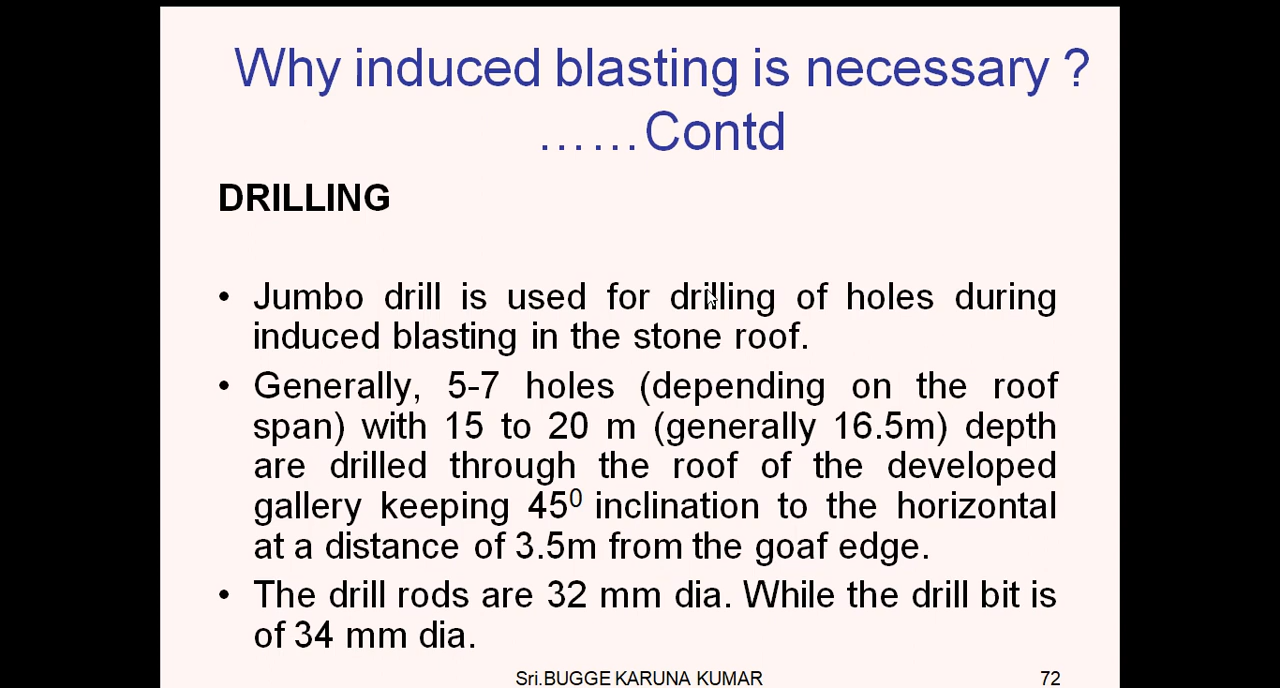 Why induced blasting is necessary ?
……Contd
DRILLING
• Jumbo drill is used for drilling of holes during
induced blasting in the stone roof.
• Generally, 5-7 holes (depending on the roof
span) with 15 to 20 m (generally 16.5m) depth
are drilled through the roof of the developed
gallery keeping 45⁰ inclination to the horizontal
at a distance of 3.5m from the goaf edge.
• The drill rods are 32 mm dia. While the drill bit is
of 34 mm dia.
Sri.BUGGE KARUNA KUMAR 72